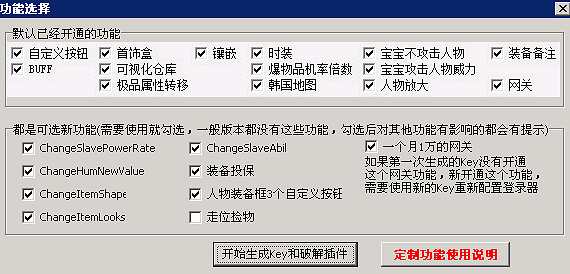 功能选择
默认已经开通的功能
自定义按钮 首饰盒 镶嵌 时装 宝宝不攻击人物 装备备注
BUFF 可视化仓库 爆物品机率倍数 宝宝攻击人物威力
极品属性转移 韩国地图 人物放大 网关
都是可选新功能(需要使用就勾选，一般版本都没有这些功能，勾选后对其他功能有影响的都会有提示)
ChangeSlavePowerRate ChangeSlaveAbil 一个月1万的网关
ChangeHumNewValue 装备投保 如果第一次生成的Key没有开通
这个网关功能，新开通这个功能，
需要使用新的Key重新配置登录器
ChangeItemShape 人物装备框3个自定义按钮
ChangeItemLooks 走位捡物
开始生成Key和破解插件 定制功能使用说明